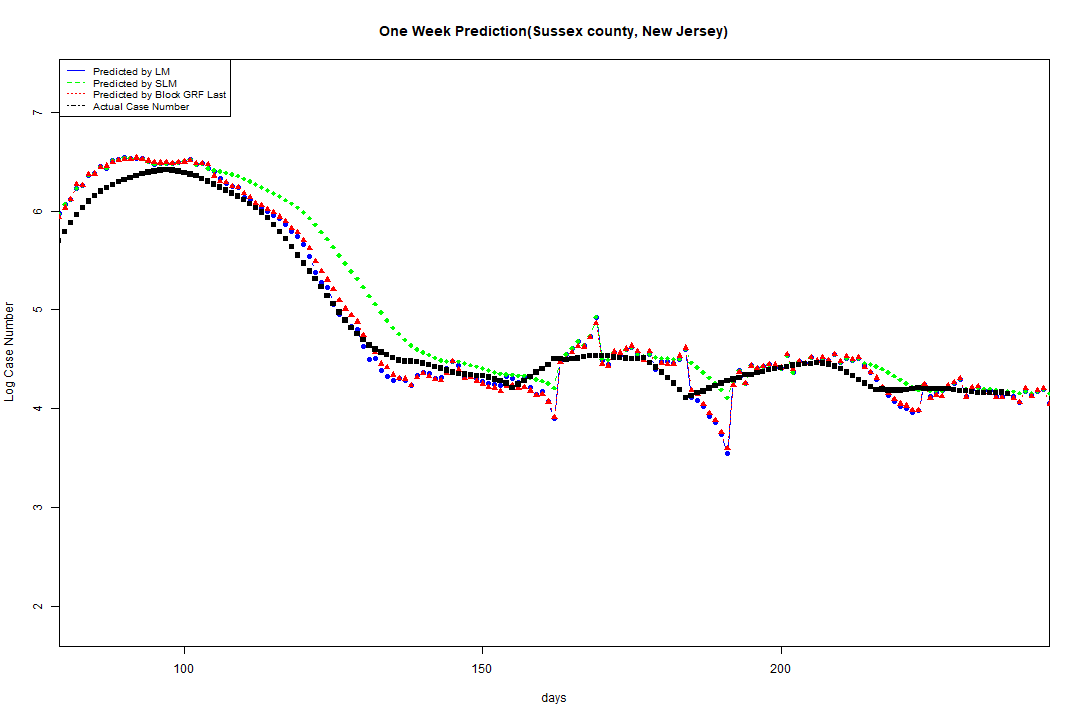 One Week Prediction(Sussex county, New Jersey)
Predicted by LM
Predicted by SLM
Predicted by Block GRF Last
Actual Case Number
7
6
5
4
3
2
Log Case Number
100 150 200
days